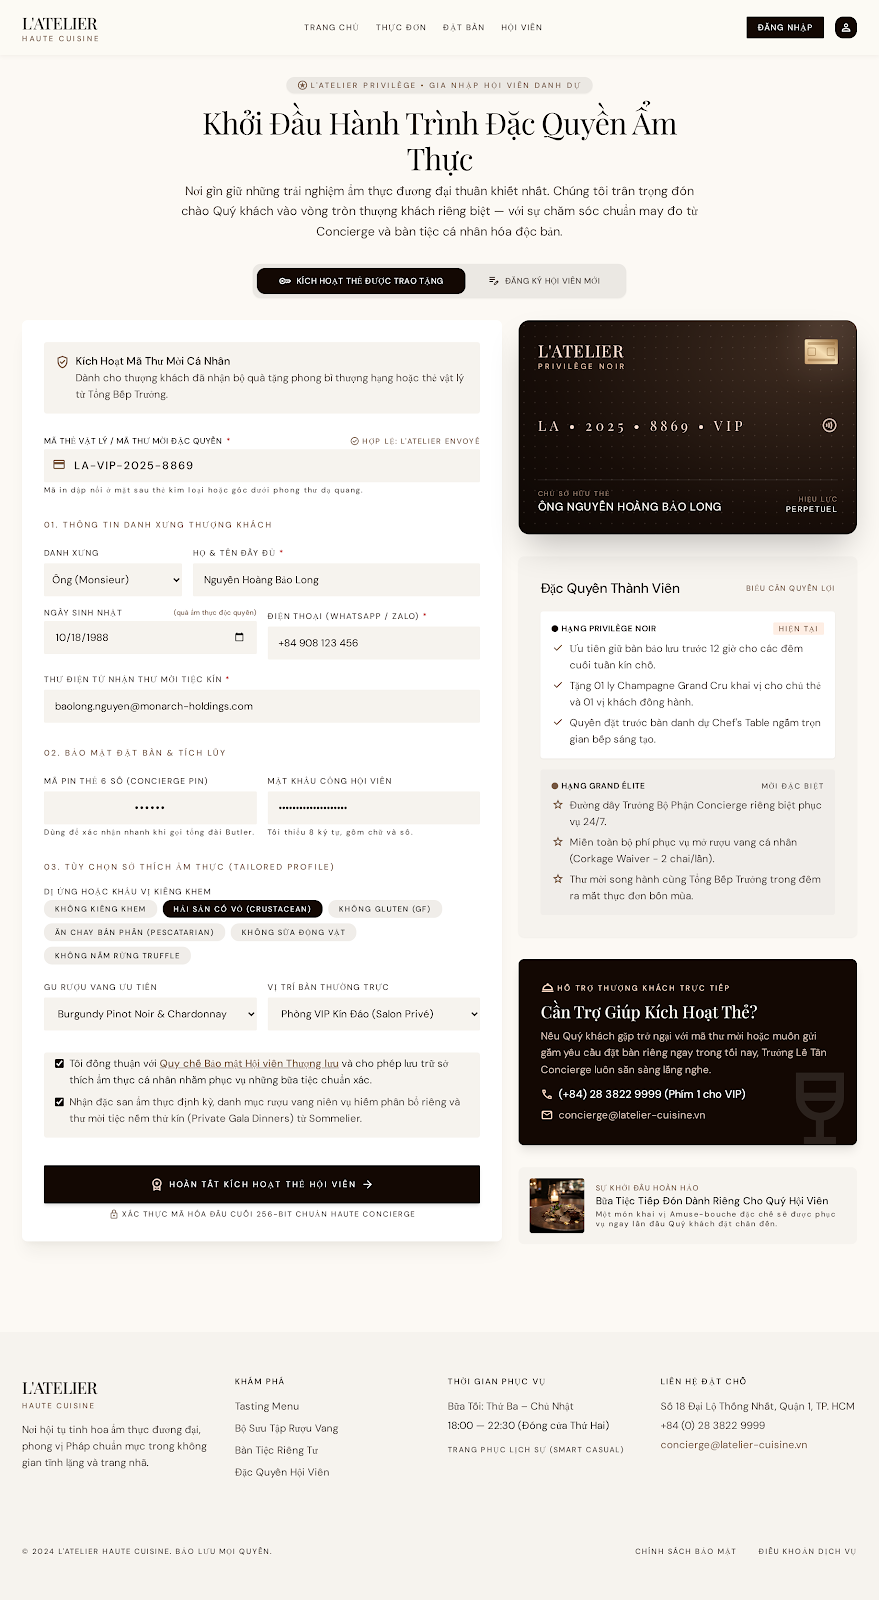 L'ATELIER
HAUTE CUISINE
TRANG CHỦ
THỰC ĐƠN
ĐẶT BÀN
HỘI VIÊN
ĐĂNG NHẬP
L'ATELIER PRIVILÈGE • GIA NHẬP HỘI VIÊN DANH DỰ
Khởi Đầu Hành Trình Đặc Quyền Ẩm
Thực
Nơi gìn giữ những trải nghiệm ẩm thực đương đại thuần khiết nhất. Chúng tôi trân trọng đón
chào Quý khách vào vòng tròn thượng khách riêng biệt — với sự chăm sóc chuẩn may đo từ
Concierge và bàn tiệc cá nhân hóa độc bản.
KÍCH HOẠT THẺ ĐƯỢC TRAO TẶNG
ĐĂNG KÝ HỘI VIÊN MỚI
Kích Hoạt Mã Thư Mời Cá Nhân
Dành cho thượng khách đã nhận bộ quà tặng phong bì thượng hạng hoặc thẻ vật lý
từ Tổng Bếp Trưởng.
MÃ THẺ VẬT LÝ / MÃ THƯ MỜI ĐẶC QUYỀN *
HỢP LỆ: L'ATELIER ENVOYÉ
LA-VIP-2025-8869
Mã in dập nổi ở mặt sau thẻ kim loại hoặc góc dưới phong thư dạ quang.
01. THÔNG TIN DANH XƯNG THƯỢNG KHÁCH
DANH XƯNG
HỌ & TÊN ĐẦY ĐỦ *
Ông (Monsieur)
Nguyễn Hoàng Bảo Long
NGÀY SINH NHẬT
(quà ẩm thực độc quyền)
ĐIỆN THOẠI (WHATSAPP / ZALO) *
10/18/1988
+84 908 123 456
THƯ ĐIỆN TỬ NHẬN THƯ MỜI TIỆC KÍN *
baolong.nguyen@monarch-holdings.com
02. BẢO MẬT ĐẶT BÀN & TÍCH LŨY
MÃ PIN THẺ 6 SỐ (CONCIERGE PIN)
MẬT KHẨU CỔNG HỘI VIÊN
••••••
••••••••••••••••••••
Dùng để xác nhận nhanh khi gọi tổng đài Butler.
Tối thiểu 8 ký tự, gồm chữ và số.
03. TÙY CHỌN SỞ THÍCH ẨM THỰC (TAILORED PROFILE)
DỊ ỨNG HOẶC KHẨU VỊ KIÊNG KHEM
KHÔNG KIÊNG KHEM
HẢI SẢN CÓ VỎ (CRUSTACEAN)
KHÔNG GLUTEN (GF)
ĂN CHAY BÁN PHẦN (PESCATARIAN)
KHÔNG SỮA ĐỘNG VẬT
KHÔNG NẤM RỪNG TRUFFLE
GU RƯỢU VANG ƯU TIÊN
VỊ TRÍ BÀN THƯỜNG TRỰC
Burgundy Pinot Noir & Chardonnay
Phòng VIP Kín Đáo (Salon Privé)
Tôi đồng thuận với Quy chế Bảo mật Hội viên Thượng lưu và cho phép lưu trữ sở
thích ẩm thực cá nhân nhằm phục vụ những bữa tiệc chuẩn xác.
Nhận đặc san ẩm thực định kỳ, danh mục rượu vang niên vụ hiếm phân bổ riêng và
thư mời tiệc nếm thử kín (Private Gala Dinners) từ Sommelier.
HOÀN TẤT KÍCH HOẠT THẺ HỘI VIÊN
XÁC THỰC MÃ HÓA ĐẦU CUỐI 256-BIT CHUẨN HAUTE CONCIERGE
L'ATELIER
PRIVILÈGE NOIR
LA • 2025 • 8869 • VIP
CHỦ SỞ HỮU THẺ
ÔNG NGUYỄN HOÀNG BẢO LONG
HIỆU LỰC
PERPETUEL
Đặc Quyền Thành Viên
BIỂU CÂN QUYỀN LỢI
HẠNG PRIVILÈGE NOIR
HIỆN TẠI
Ưu tiên giữ bàn bảo lưu trước 12 giờ cho các đêm
cuối tuần kín chỗ.
Tặng 01 ly Champagne Grand Cru khai vị cho chủ thẻ
và 01 vị khách đồng hành.
Quyền đặt trước bàn danh dự Chef's Table ngắm trọn
gian bếp sáng tạo.
HẠNG GRAND ÉLITE
MỜI ĐẶC BIỆT
Đường dây Trưởng Bộ Phận Concierge riêng biệt phục
vụ 24/7.
Miễn toàn bộ phí phục vụ mở rượu vang cá nhân
(Corkage Waiver - 2 chai/lần).
Thư mời song hành cùng Tổng Bếp Trưởng trong đêm
ra mắt thực đơn bốn mùa.
HỖ TRỢ THƯỢNG KHÁCH TRỰC TIẾP
Cần Trợ Giúp Kích Hoạt Thẻ?
Nếu Quý khách gặp trở ngại với mã thư mời hoặc muốn gửi
gắm yêu cầu đặt bàn riêng ngay trong tối nay, Trưởng Lễ Tân
Concierge luôn sẵn sàng lắng nghe.
(+84) 28 3822 9999 (Phím 1 cho VIP)
concierge@latelier-cuisine.vn
SỰ KHỞI ĐẦU HOÀN HẢO
Bữa Tiệc Tiếp Đón Dành Riêng Cho Quý Hội Viên
Một món khai vị Amuse-bouche đặc chế sẽ được phục
vụ ngay lần đầu Quý khách đặt chân đến.
L'ATELIER
HAUTE CUISINE
Nơi hội tụ tinh hoa ẩm thực đương đại,
phong vị Pháp chuẩn mực trong không
gian tĩnh lặng và trang nhã.
KHÁM PHÁ
Tasting Menu
Bộ Sưu Tập Rượu Vang
Bàn Tiệc Riêng Tư
Đặc Quyền Hội Viên
THỜI GIAN PHỤC VỤ
Bữa Tối: Thứ Ba – Chủ Nhật
18:00 — 22:30 (Đóng cửa Thứ Hai)
TRANG PHỤC LỊCH SỰ (SMART CASUAL)
LIÊN HỆ ĐẶT CHỖ
Số 18 Đại Lộ Thống Nhất, Quận 1, TP. HCM
+84 (0) 28 3822 9999
concierge@latelier-cuisine.vn
© 2024 L'ATELIER HAUTE CUISINE. BẢO LƯU MỌI QUYỀN.
CHÍNH SÁCH BẢO MẬT
ĐIỀU KHOẢN DỊCH VỤ